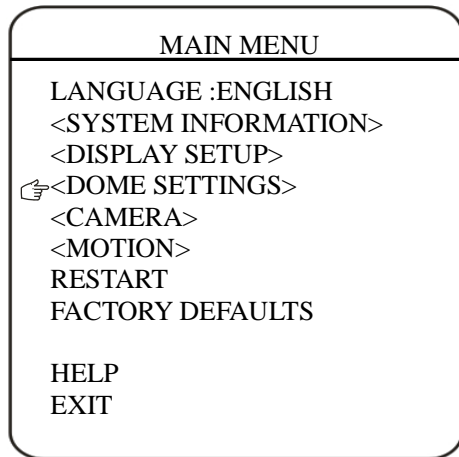 MAIN MENU
LANGUAGE :ENGLISH
<SYSTEM INFORMATION>
<DISPLAY SETUP>
<DOME SETTINGS>
<CAMERA>
<MOTION>
RESTART
FACTORY DEFAULTS
HELP
EXIT